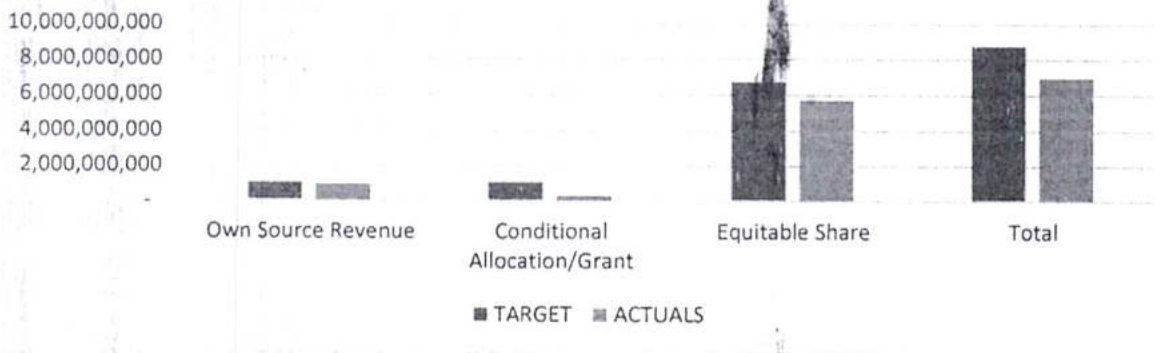 10,000,000,000
8,000,000,000
6,000,000,000
4,000,000,000
2,000,000,000
-
Own Source Revenue
Conditional
Allocation/Grant
Equitable Share
Total
TARGET
ACTUALS